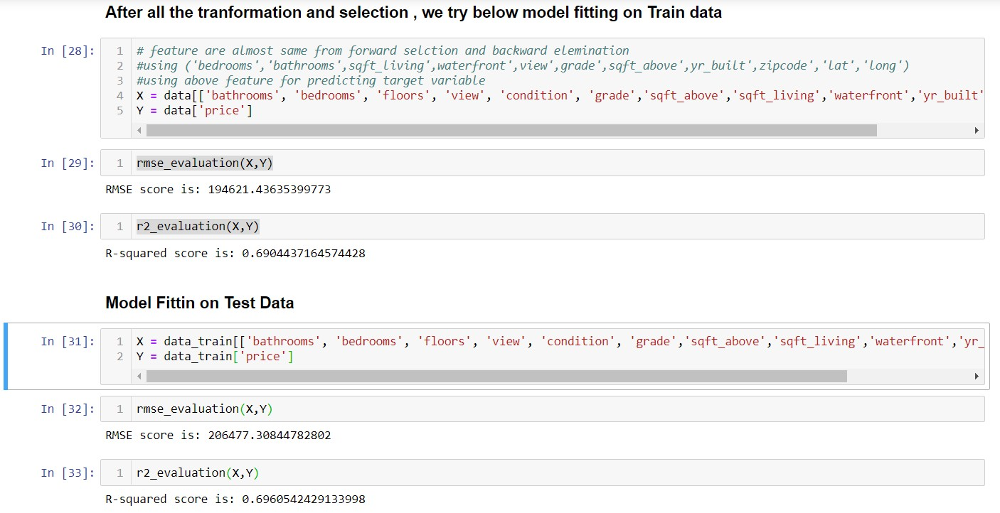 After all the tranformation and selection , we try below model fitting on Train data
In [28]:
1 # feature are almost same from forward selction and backward elemination
2 #using ('bedrooms','bathrooms',sqft_living',waterfront',view',grade',sqft_above',yr_built',zipcode','lat','long')
3 #using above feature for predicting target variable
4 X = data[['bathrooms', 'bedrooms', 'floors', 'view', 'condition', 'grade','sqft_above','sqft_living','waterfront','yr_built'
5 Y = data['price']
In [29]: 1 rmse_evaluation(X,Y)
RMSE score is: 194621.43635399773
In [30]: 1 r2_evaluation(X,Y)
R-squared score is: 0.6904437164574428
Model Fittin on Test Data
In [31]: 1 X = data_train[['bathrooms', 'bedrooms', 'floors', 'view', 'condition', 'grade','sqft_above','sqft_living','waterfront','yr_
2 Y = data_train['price']
In [32]: 1 rmse_evaluation(X,Y)
RMSE score is: 206477.30844782802
In [33]: 1 r2_evaluation(X,Y)
R-squared score is: 0.6960542429133998